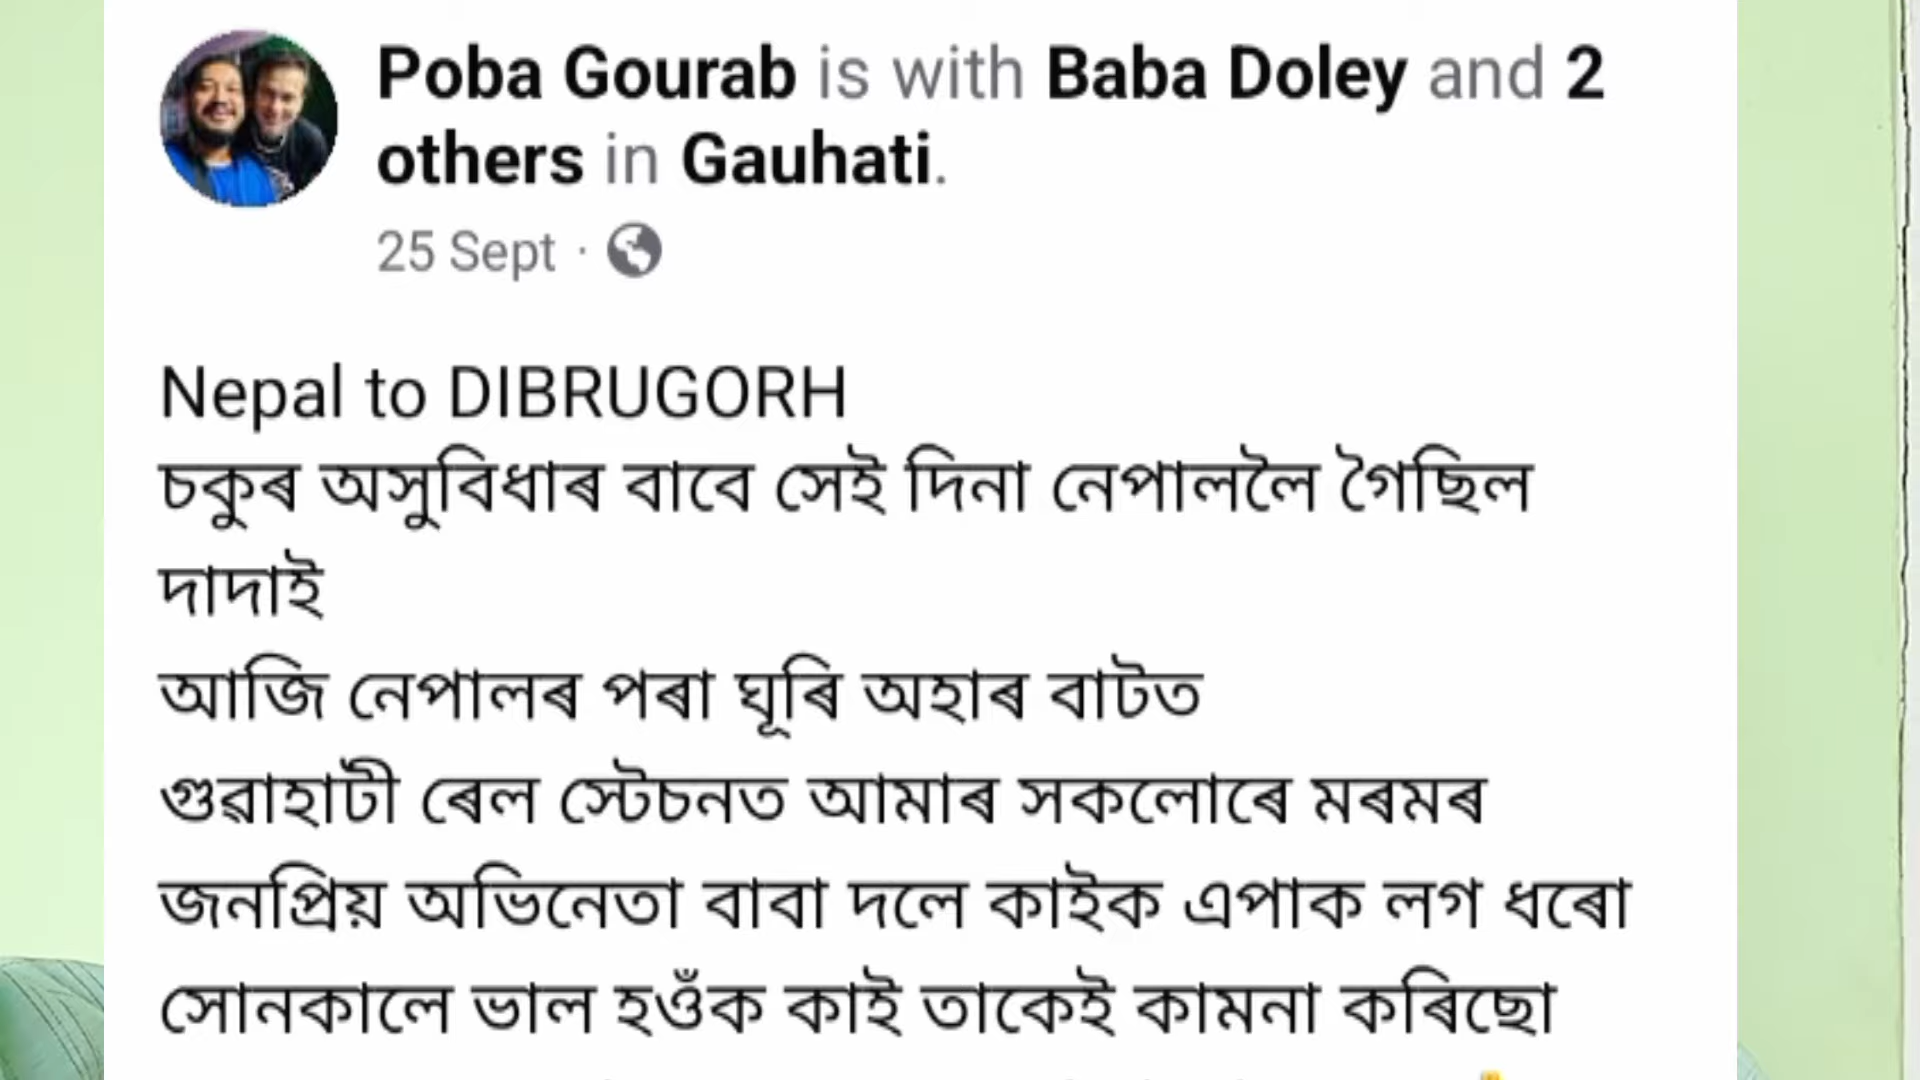 Poba Gourab is with Baba Doley and 2
others in Gauhati.
25 Sept ·
Nepal to DIBRUGORH
চকুৰ অসুবিধাৰ বাবে সেই দিনা নেপাললৈ গৈছিল
দাদাই
আজি নেপালৰ পৰা ঘূৰি অহাৰ বাটত
গুৱাহাটী ৰেল স্টেচনত আমাৰ সকলোৰে মৰমৰ
জনপ্ৰিয় অভিনেতা বাবা দলে কাইক এপাক লগ ধৰো
সোনকালে ভাল হওঁক কাই তাকেই কামনা কৰিছো